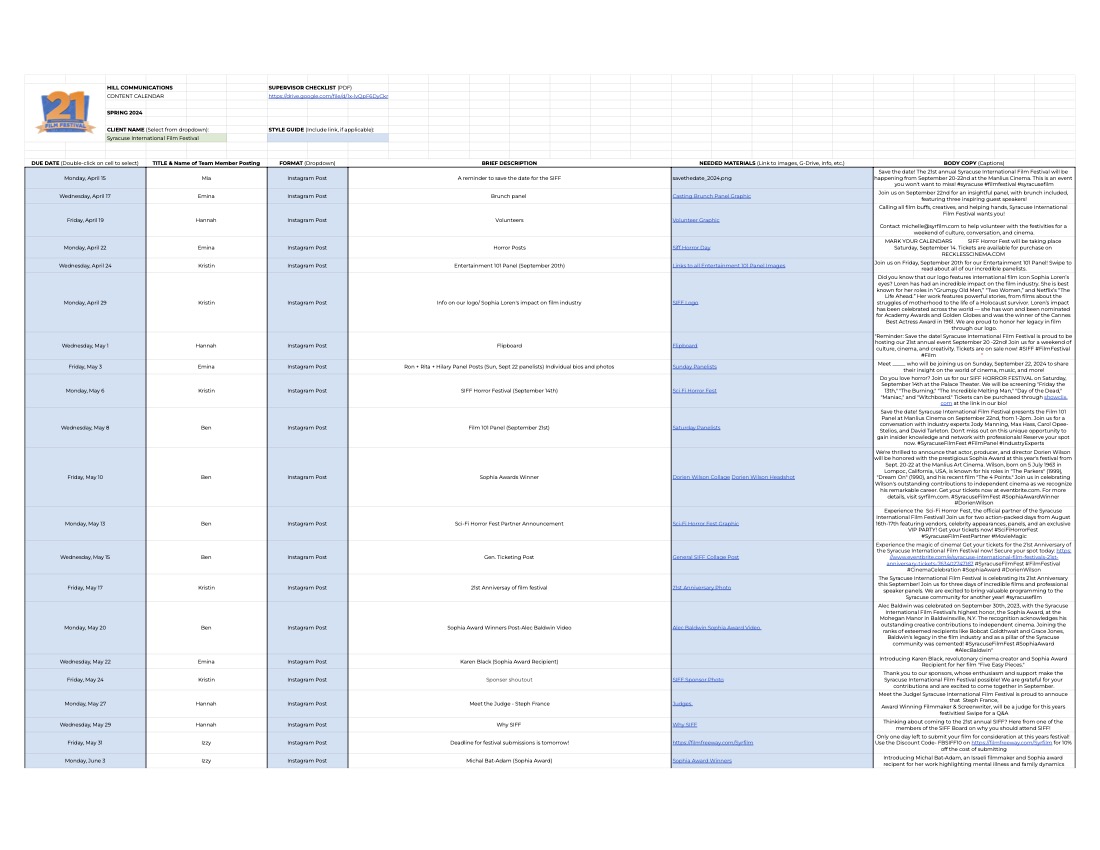 21
FILM FESTIVAL
HILL COMMUNICATIONS
CONTENT CALENDAR
SPRING 2024
CLIENT NAME (Select from dropdown):
Syracuse International Film Festival
SUPERVISOR CHECKLIST (PDF)
STYLE GUIDE (Include link, if applicable):
DUE DATE (Double-click on cell to select) TITLE & Name of Team Member Posting FORMAT (Dropdown) BRIEF DESCRIPTION NEEDED MATERIALS (Link to images, G-Drive, Info, etc.) BODY COPY (Captions)
Monday, April 15 Mia Instagram Post A reminder to save the date for the SIFF savethedate_2024.png
Save the date! The 21st annual Syracuse International Film Festival will be
happening from September 20-22nd at the Manlius Cinema. This is an event
you won't want to miss! #syracuse #filmfestival #syracusefilm
Wednesday, April 17 Emina Instagram Post Brunch panel Casting Brunch Panel Graphic
Join us on September 22nd for an insightful panel, with brunch included,
featuring three inspiring guest speakers!
Friday, April 19 Hannah Instagram Post Volunteers Volunteer Graphic
Calling all film buffs, creatives, and helping hands, Syracuse International
Film Festival wants you!
Contact michelle@syrfilm.com to help volunteer with the festivities for a
weekend of culture, conversation, and cinema.
Monday, April 22 Emina Instagram Post Horror Posts Siff Horror Day
MARK YOUR CALENDARS SIFF Horror Fest will be taking place
Saturday, September 14. Tickets are available for purchase on
RECKLESSCINEMA.COM
Wednesday, April 24 Kristin Instagram Post Entertainment 101 Panel (September 20th) Links to all Entertainment 101 Panel Images
Join us on Friday, September 20th for our Entertainment 101 Panel! Swipe to
read about all of our incredible panelists.
Monday, April 29 Kristin Instagram Post Info on our logo/ Sophia Loren's impact on film industry SIFF Logo
Did you know that our logo features international film icon Sophia Loren's
eyes? Loren has had an incredible impact on the film industry. She is best
known for her roles in "Grumpy Old Men," "Two Women," and Netflix's "The
Life Ahead." Her work features powerful stories, from films about the
struggles of motherhood to the life of a Holocaust survivor. Loren's impact
has been celebrated across the world — she has won and been nominated
for Academy Awards and Golden Globes and was the winner of the Cannes
Best Actress Award in 1961. We are proud to honor her legacy in film
through our logo.
Wednesday, May 1 Hannah Instagram Post Flipboard Flipboard
"Reminder: Save the date! Syracuse International Film Festival is proud to be
hosting our 21st annual event September 20 -22nd Join us for a weekend of
culture, cinema, and creativity. Tickets are on sale now! #SIFF #FilmFestival
#Film "
Friday, May 3 Emina Instagram Post Ron + Rita + Hilary Panel Posts (Sun, Sept 22 panelists) Individual bios and photos Sunday Panelists
Meet _____ who will be joining us on Sunday, September 22, 2024 to share
their insight on the world of cinema, music, and more!
Monday, May 6 Kristin Instagram Post SIFF Horror Festival (September 14th) Sci Fi Horror Fest
Do you love horror? Join us for our SIFF HORROR FESTIVAL on Saturday,
September 14th at the Palace Theater. We will be screening "Friday the
13th," "The Burning," "The Incredible Melting Man," "Day of the Dead,"
"Maniac," and "Witchboard." Tickets can be purchased through showclix.
com at the link in our bio!
Wednesday, May 8 Ben Instagram Post Film 101 Panel (September 21st) Saturday Panelists
Save the date! Syracuse International Film Festival presents the Film 101
Panel at Manlius Cinema on September 22nd, from 1-2pm. Join us for a
conversation with industry experts Jody Manning, Max Hass, Carol Opee-
Stelios, and David Tarleton. Don't miss out on this unique opportunity to
gain insider knowledge and network with professionals! Reserve your spot
now. #SyracuseFilmFest #FilmPanel #IndustryExperts
Friday, May 10 Ben Instagram Post Sophia Awards Winner Dorien Wilson Collage Dorien Wilson Headshot
We're thrilled to announce that actor, producer, and director Dorien Wilson
will be honored with the prestigious Sophia Award at this year's festival from
Sept. 20-22 at the Manlius Art Cinema. Wilson, born on 5 July 1963 in
Lompoc, California, USA, is known for his roles in "The Parkers" (1999),
"Dream On" (1990), and his recent film "The 4 Points." Join us in celebrating
Wilson's outstanding contributions to independent cinema as we recognize
his remarkable career. Get your tickets now at eventbrite.com. For more
details, visit syrfilm.com. #SyracuseFilmFest #SophiaAwardWinner
#DorienWilson
Monday, May 13 Ben Instagram Post Sci-Fi Horror Fest Partner Announcement Sci-Fi Horror Fest Graphic
Experience the Sci-Fi Horror Fest, the official partner of the Syracuse
International Film Festival! Join us for two action-packed days from August
16th-17th featuring vendors, celebrity appearances, panels, and an exclusive
VIP PARTY! Get your tickets now! #SciFiHorrorFest
#SyracuseFilmFestPartner #MovieMagic
Wednesday, May 15 Ben Instagram Post Gen. Ticketing Post General SIFF Collage Post
Experience the magic of cinema! Get your tickets for the 21st Anniversary of
the Syracuse International Film Festival now! Secure your spot today: https:
//www.eventbrite.com/e/syracuse-international-film-festivals-21st-
#SyracuseFilmFest #FilmFestival
#CinemaCelebration #SophiaAward #DorienWilson
Friday, May 17 Kristin Instagram Post 21st Anniversay of film festival 21st Anniversary Photo
The Syracuse International Film Festival is celebrating its 21st Anniversary
this September! Join us for three days of incredible films and professional
speaker panels. We are excited to bring valuable programming to the
Syracuse community for another year! #syracusefilm
Monday, May 20 Ben Instagram Post Sophia Award Winners Post-Alec Baldwin Video Alec Baldwin Sophia Award Video
Alec Baldwin was celebrated on September 30th, 2023, with the Syracuse
International Film Festival's highest honor, the Sophia Award, at the
Mohegan Manor in Baldwinsville, N.Y. The recognition acknowledges his
outstanding creative contributions to independent cinema. Joining the
ranks of esteemed recipients like Bobcat Goldthwait and Grace Jones,
Baldwin's legacy in the film industry and as a pillar of the Syracuse
community was cemented! #SyracuseFilmFest #SophiaAward
#AlecBaldwin"
Wednesday, May 22 Emina Instagram Post Karen Black (Sophia Award Recipient)
Introducing Karen Black, revolutonary cinema creator and Sophia Award
Recipient for her film "Five Easy Pieces."
Friday, May 24 Kristin Instagram Post Sponsor shoutout SIFF Sponsor Photo
Thank you to our sponsors, whose enthusiasm and support make the
Syracuse International Film Festival possible! We are grateful for your
contributions and are excited to come together in September.
Monday, May 27 Hannah Instagram Post Meet the Judge - Steph France Judges.
Meet the Judge! Syracuse International Film Festival is proud to announce
that Steph France,
Award Winning Filmmaker & Screenwriter, will be a judge for this years
festivities! Swipe for a Q&A
Wednesday, May 29 Hannah Instagram Post Why SIFF Why SIFF
Thinking about coming to the 21st annual SIFF? Here from one of the
members of the SIFF Board on why you should attend SIFF!
Friday, May 31 Izzy Instagram Post Deadline for festival submissions is tomorrow! https://filmfreeway.com/Syrfilm
Only one day left to submit your film for consideration at this years festival!
Use the Discount Code- FBSIFF10 on https://filmfreeway.com/Syrfilm for 10%
off the cost of submitting
Monday, June 3 Izzy Instagram Post Michal Bat-Adam (Sophia Award) Sophia Award Winners
Introducing Michal Bat-Adam, an Israeli filmmaker and Sophia award
recipent for her work highlighting mental illness and family dynamics